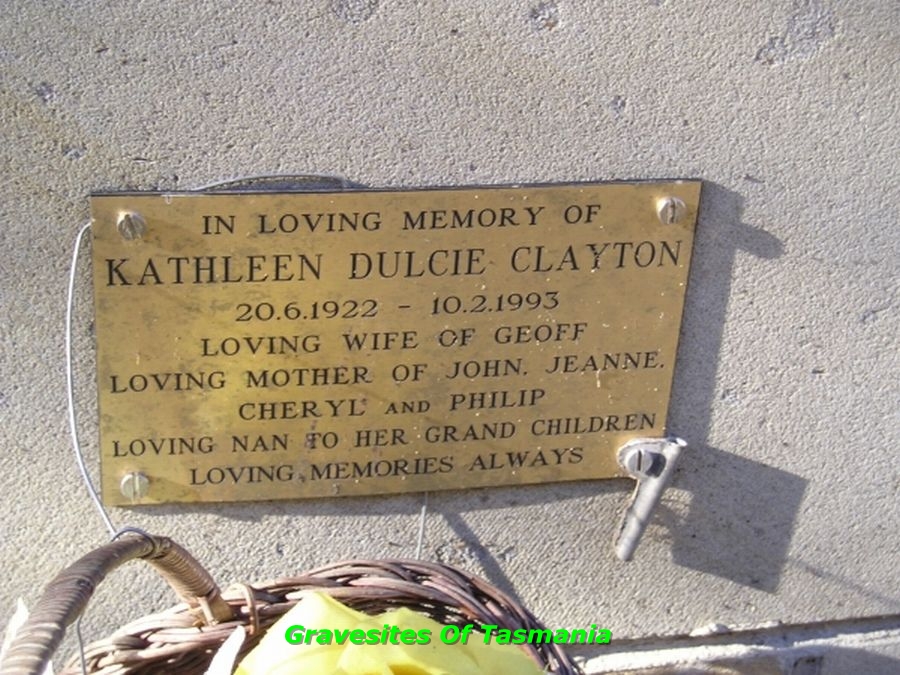 IN LOVING MEMORY OF
KATHLEEN DULCIE CLAYTON
20.6.1922 - 10.2.1993
LOVING WIFE OF GEOFF
LOVING MOTHER OF JOHN, JEANNE,
CHERYL AND PHILIP
LOVING NAN TO HER GRAND CHILDREN
LOVING MEMORIES ALWAYS
Gravesites Of Tasmania